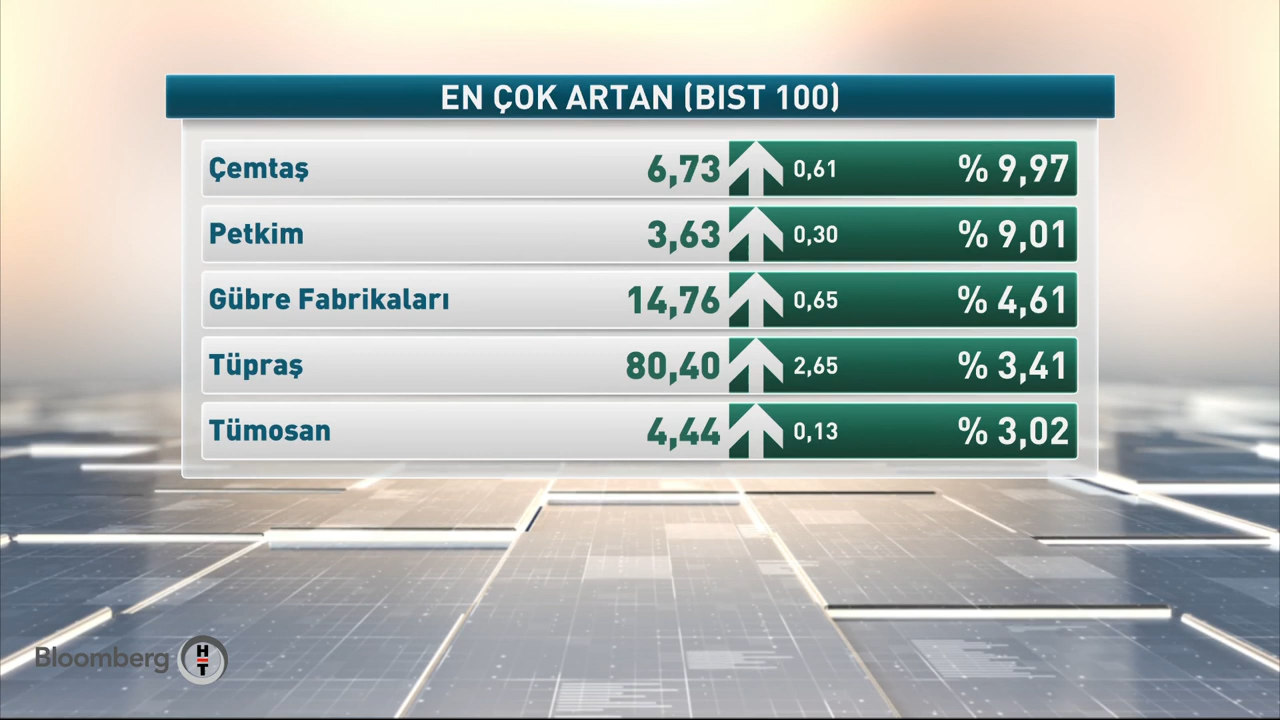 EN ÇOK ARTAN (BIST 100)
Çemtaş 6,73 0,61 % 9,97
Petkim 3,63 0,30 % 9,01
Gübre Fabrikaları 14,76 0,65 % 4,61
Tüpraş 80,40 2,65 % 3,41
Tümosan 4,44 0,13 % 3,02
Bloomberg HT